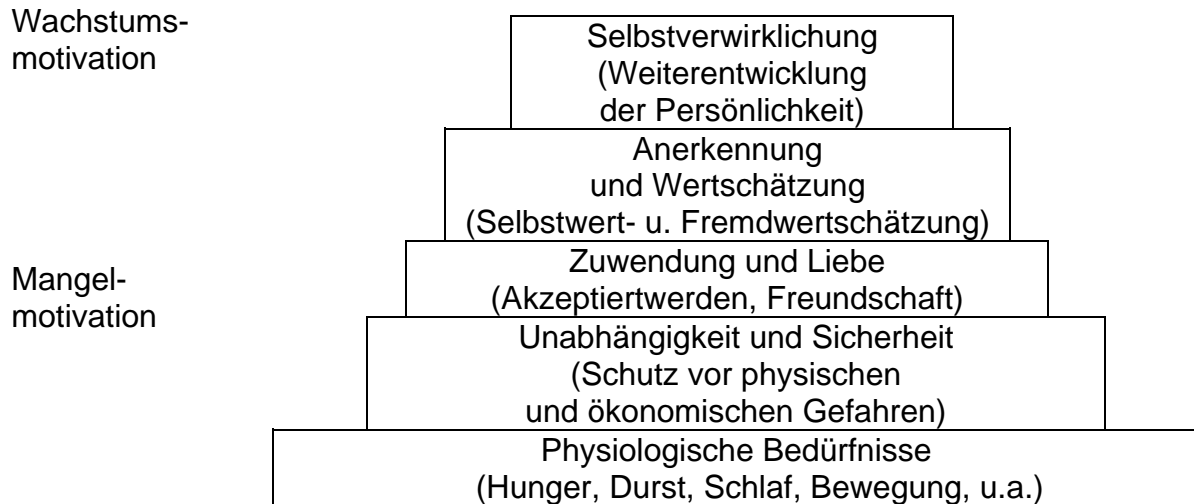 Wachstums-
motivation
Selbstverwirklichung
(Weiterentwicklung
der Persönlichkeit)
Anerkennung
und Wertschätzung
(Selbstwert- u. Fremdwertschätzung)
Mangel-
motivation
Zuwendung und Liebe
(Akzeptiertwerden, Freundschaft)
Unabhängigkeit und Sicherheit
(Schutz vor physischen
und ökonomischen Gefahren)
Physiologische Bedürfnisse
(Hunger, Durst, Schlaf, Bewegung, u.a.)